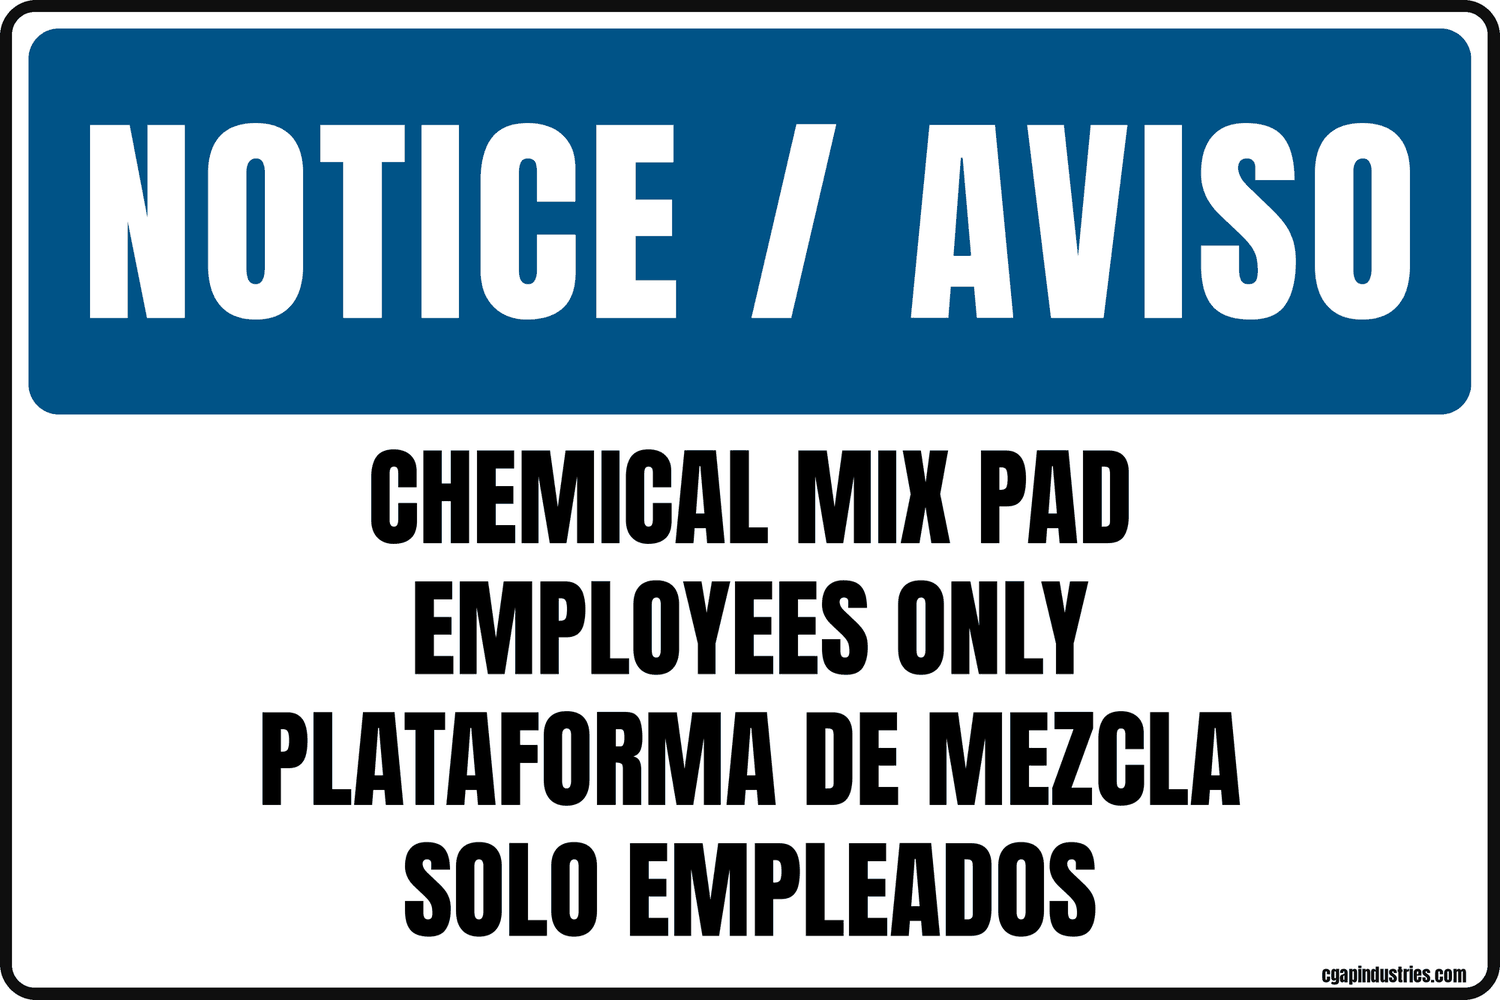 NOTICE / AVISO
CHEMICAL MIX PAD
EMPLOYEES ONLY
PLATAFORMA DE MEZCLA
SOLO EMPLEADOS
cgapindustries.com